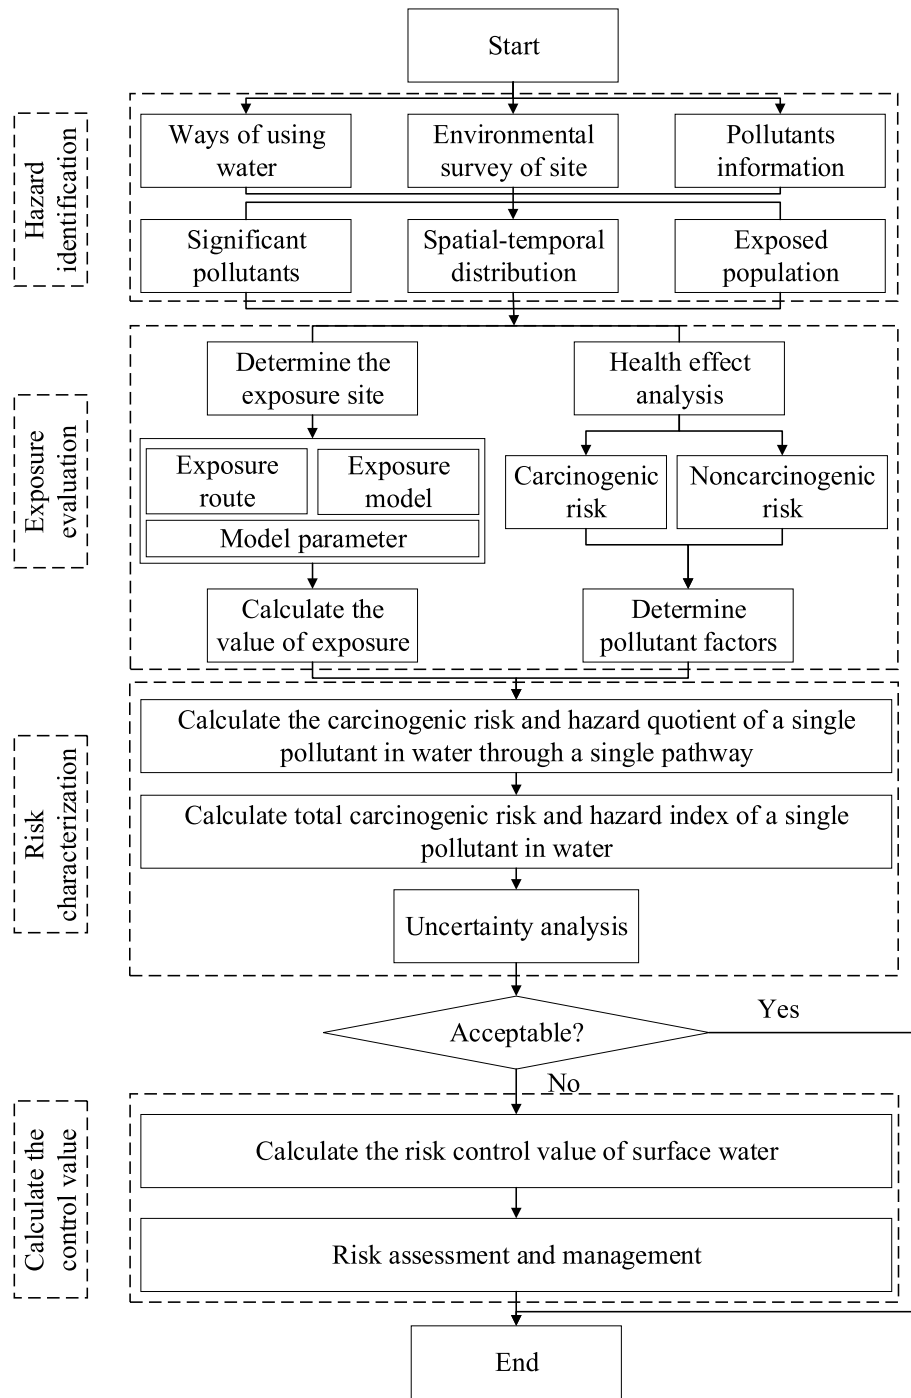 Start
Hazard
identification
Ways of using
water
Environmental
survey of site
Pollutants
information
Significant
pollutants
Spatial-temporal
distribution
Exposed
population
Exposure
evaluation
Determine the
exposure site
Health effect
analysis
Exposure
route
Exposure
model
Model parameter
Carcinogenic
risk
Noncarcinogenic
risk
Calculate the
value of exposure
Determine
pollutant factors
Risk
characterization
Calculate the carcinogenic risk and hazard quotient of a single
pollutant in water through a single pathway
Calculate total carcinogenic risk and hazard index of a single
pollutant in water
Uncertainty analysis
Acceptable?
Yes
No
Calculate the
control value
Calculate the risk control value of surface water
Risk assessment and management
End